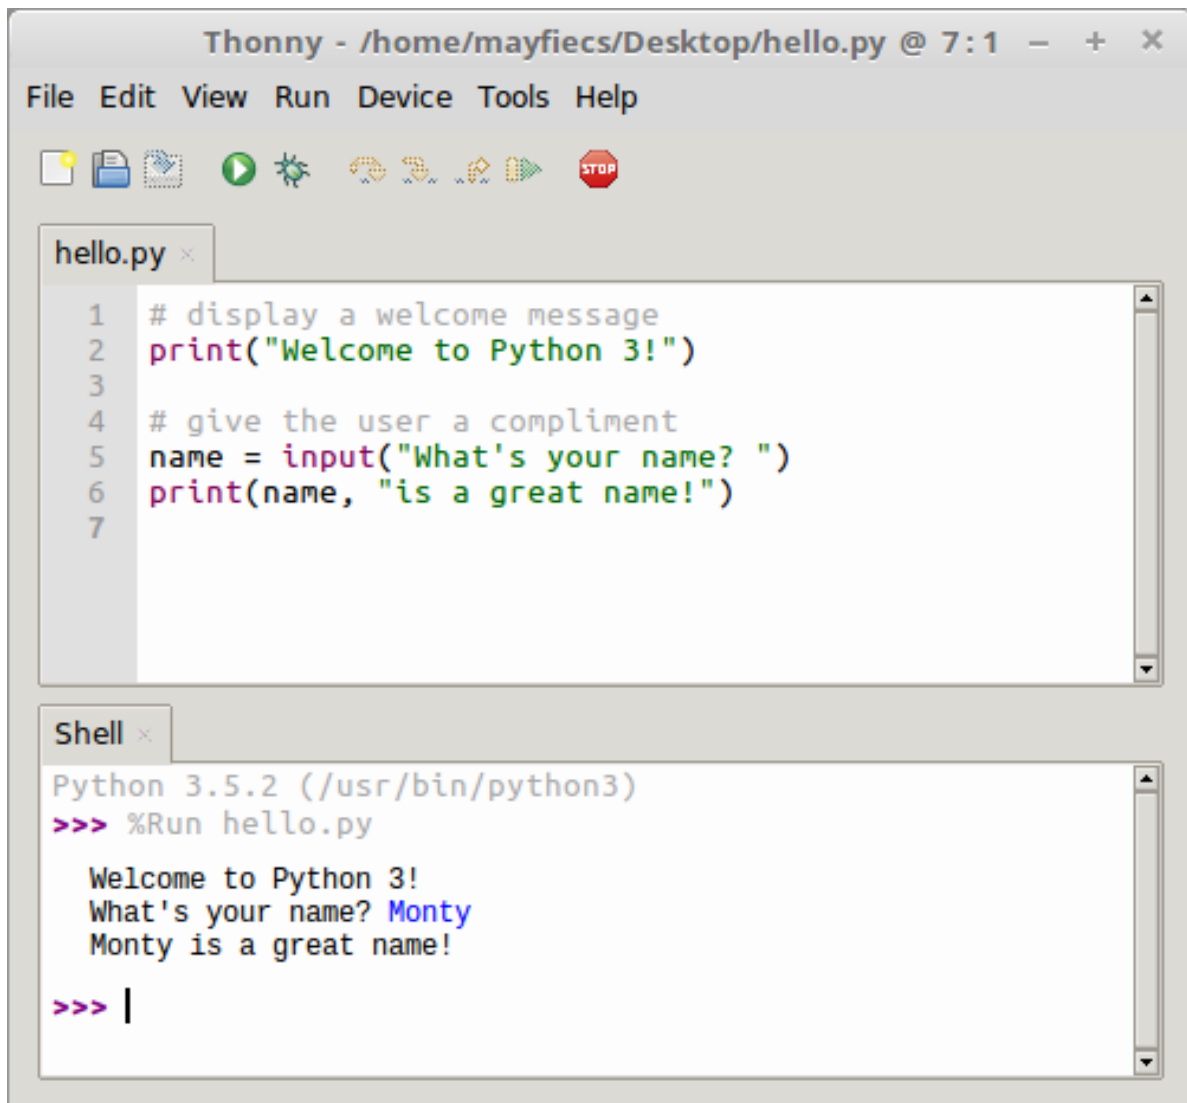 Thonny - /home/mayfiecs/Desktop/hello.py @ 7:1
File Edit View Run Device Tools Help
STOP
hello.py
1 # display a welcome message
2 print("Welcome to Python 3!")
3
4 # give the user a compliment
5 name = input("What's your name? ")
6 print(name, "is a great name!")
7
Shell
Python 3.5.2 (/usr/bin/python3)
>>> %Run hello.py
Welcome to Python 3!
What's your name? Monty
Monty is a great name!
>>>